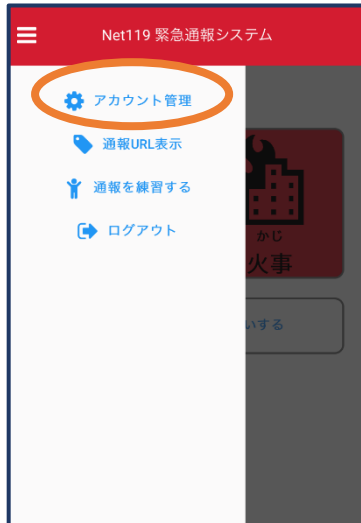 Net119 緊急通報システム
アカウント管理
通報URL表示
通報を練習する
ログアウト
かじ
火事
いする